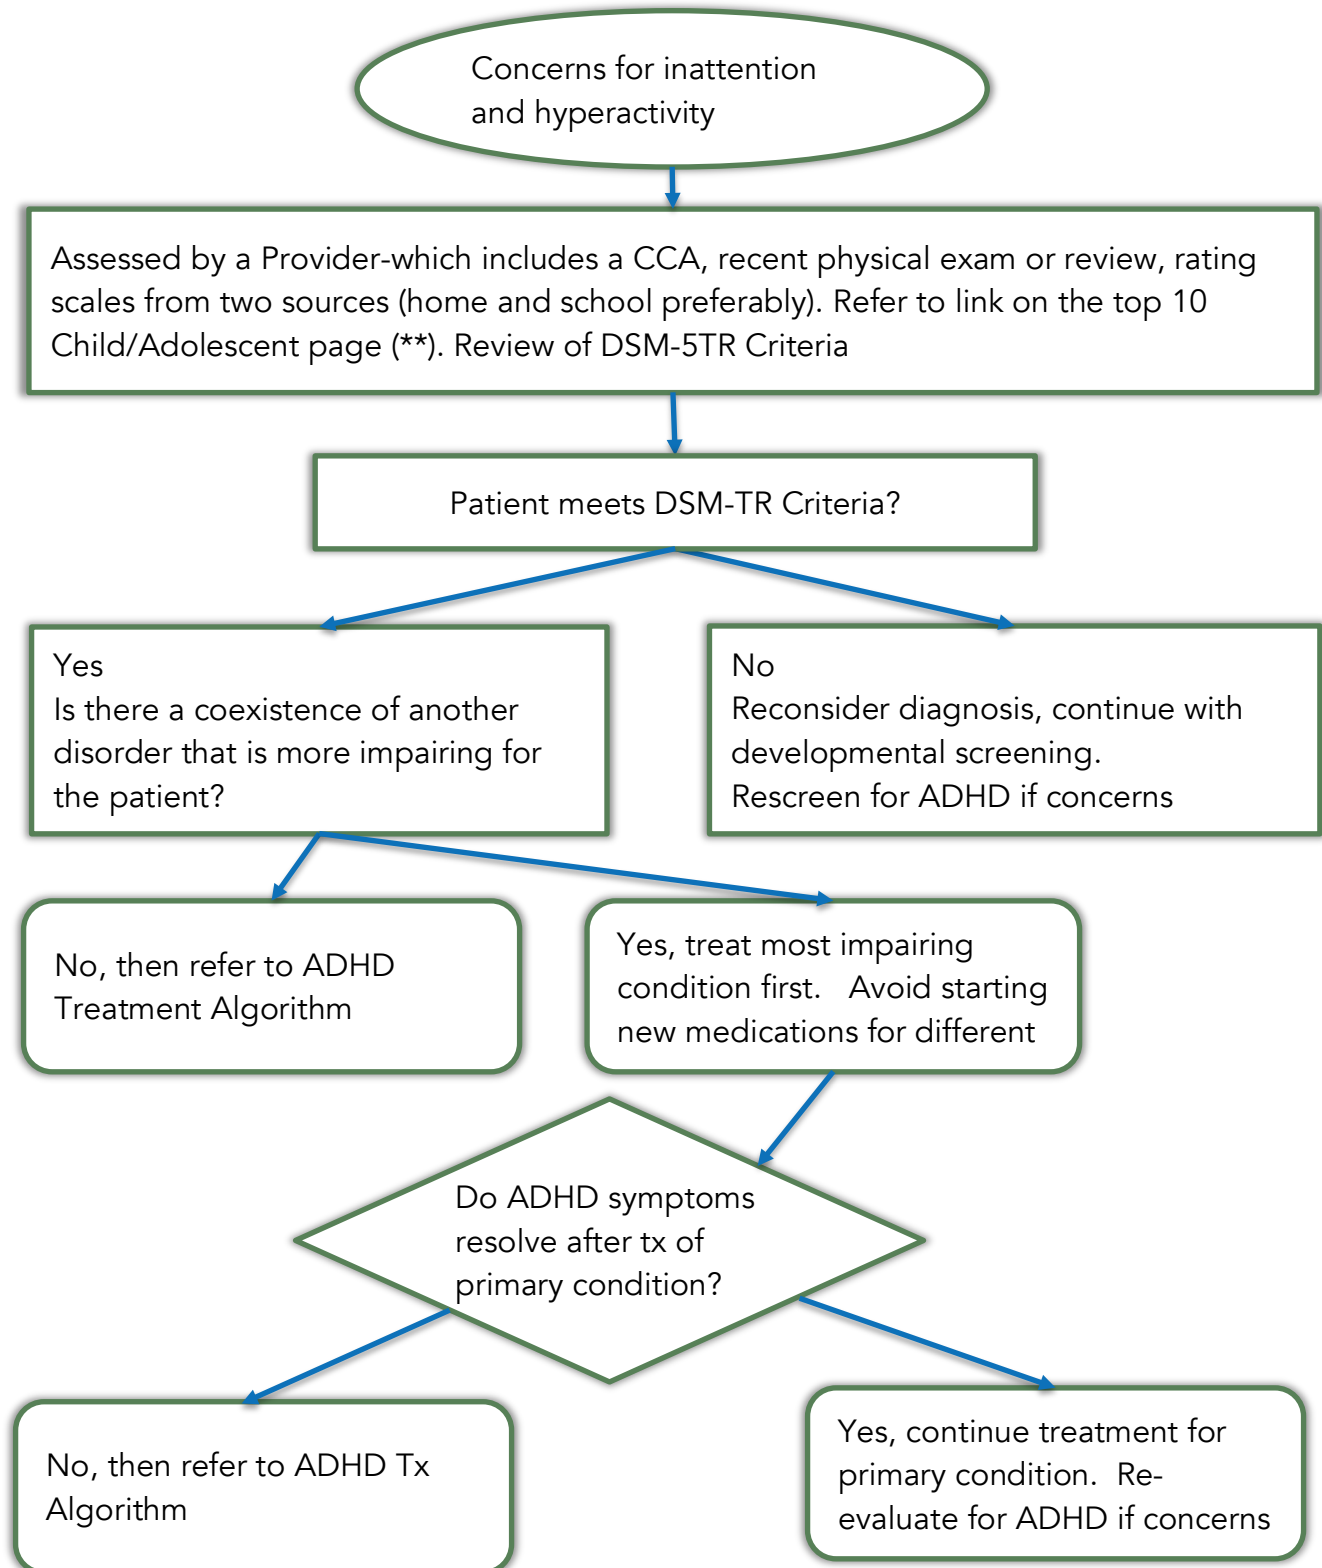 Concerns for inattention
and hyperactivity
Assessed by a Provider-which includes a CCA, recent physical exam or review, rating
scales from two sources (home and school preferably). Refer to link on the top 10
Child/Adolescent page (**). Review of DSM-5TR Criteria
Patient meets DSM-TR Criteria?
Yes
Is there a coexistence of another
disorder that is more impairing for
the patient?
No
Reconsider diagnosis, continue with
developmental screening.
Rescreen for ADHD if concerns
No, then refer to ADHD
Treatment Algorithm
Yes, treat most impairing
condition first.   Avoid starting
new medications for different
Do ADHD symptoms
resolve after tx of
primary condition?
No, then refer to ADHD Tx
Algorithm
Yes, continue treatment for
primary condition.  Re-
evaluate for ADHD if concerns